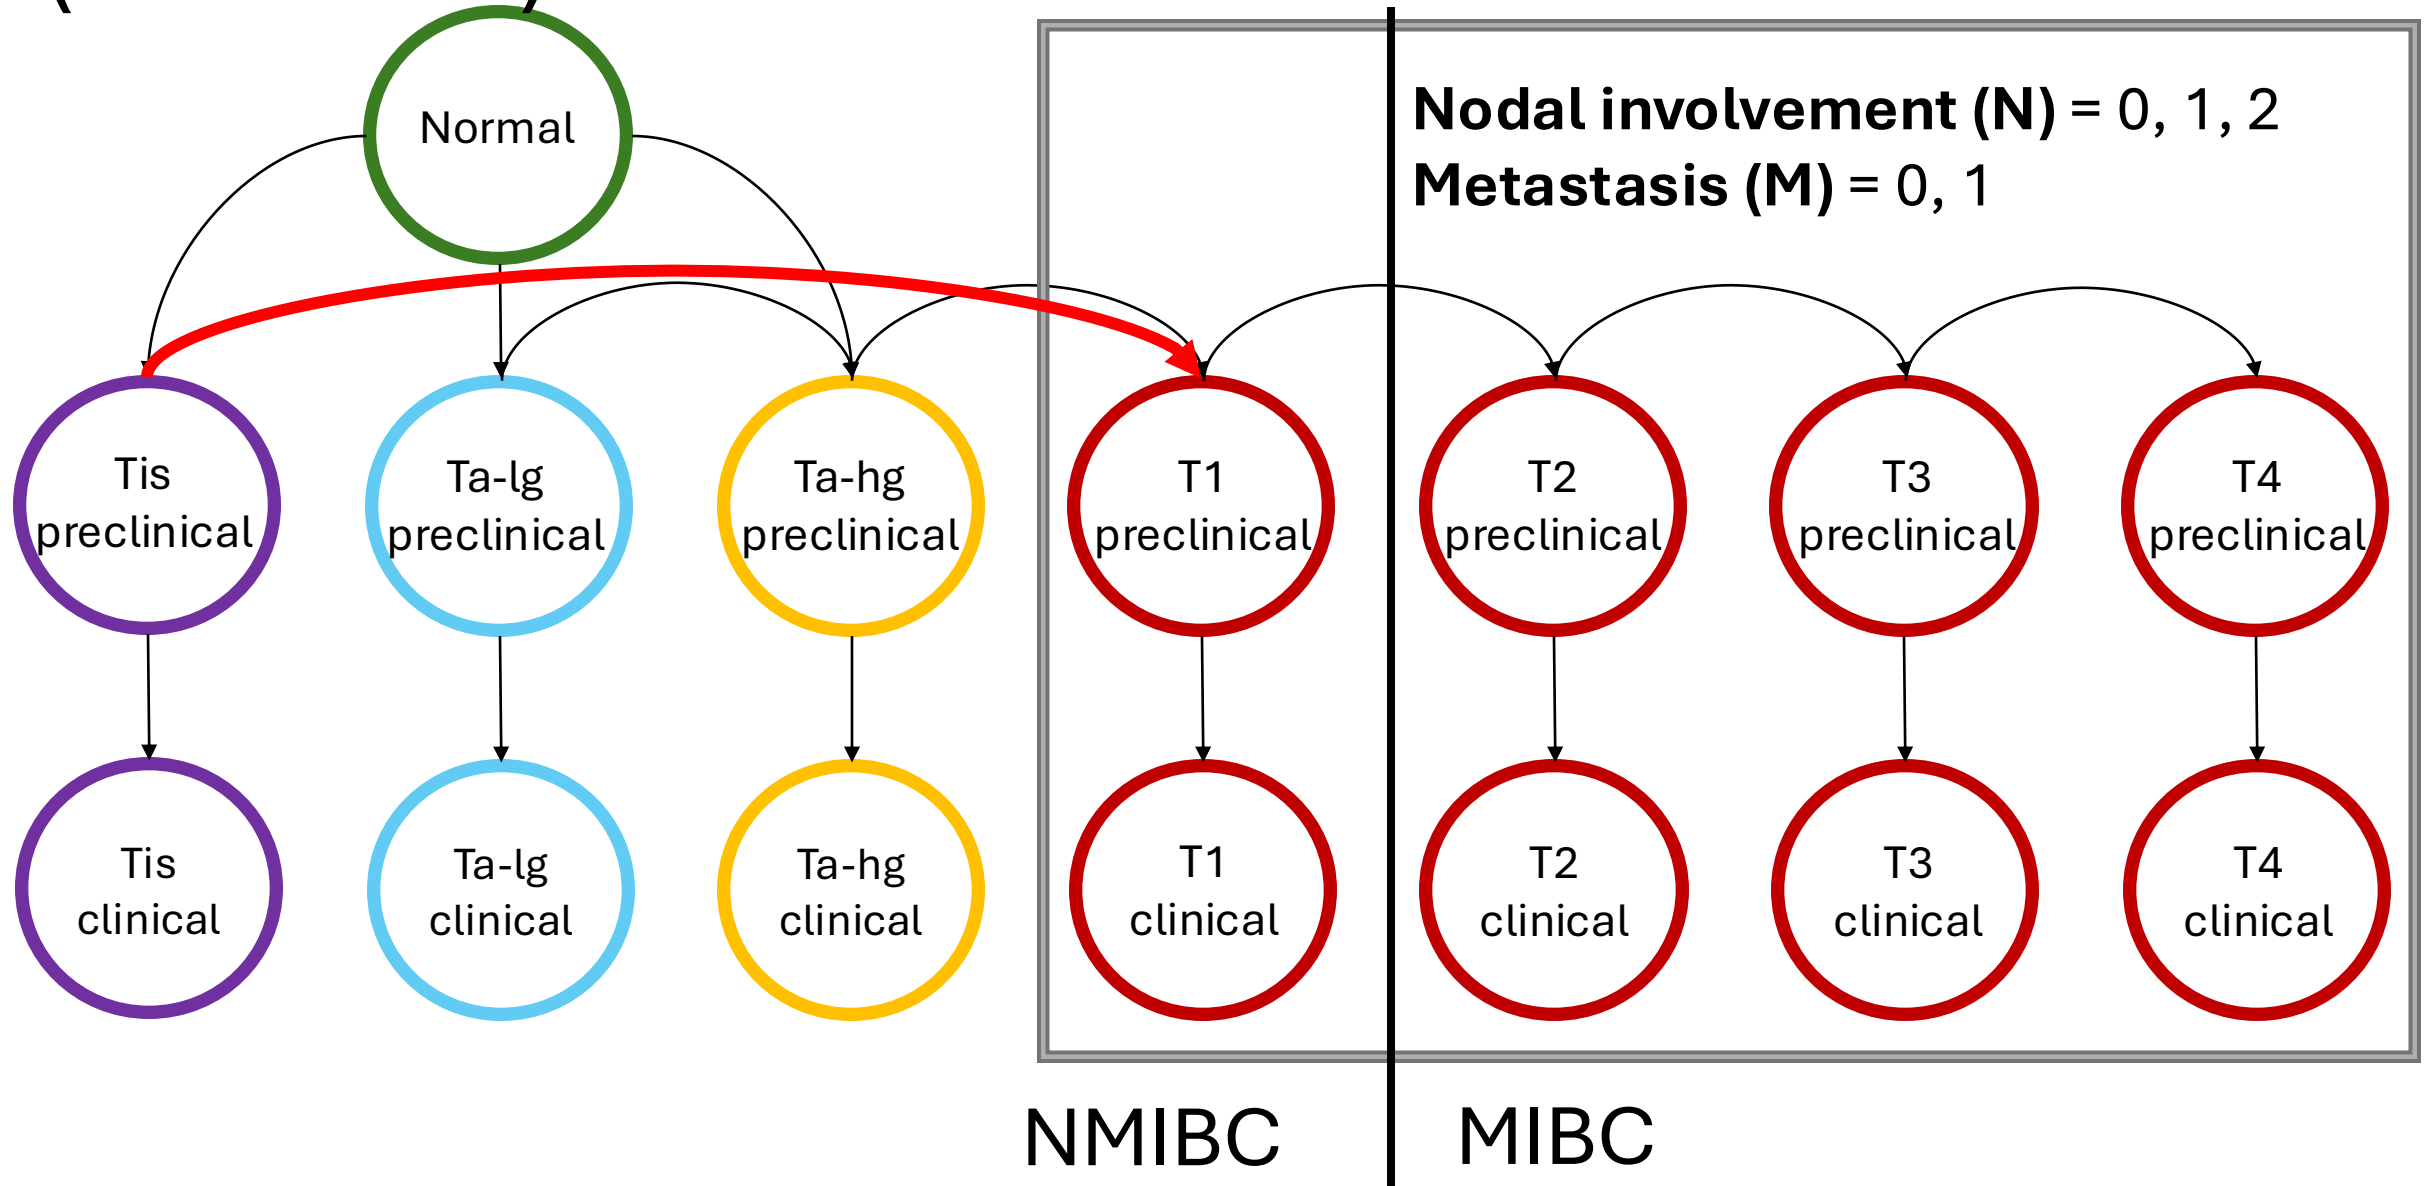 Normal
Nodal involvement (N) = 0, 1, 2
Metastasis (M) = 0, 1
Tis
preclinical
Ta-lg
preclinical
Ta-hg
preclinical
T1
preclinical
T2
preclinical
T3
preclinical
T4
preclinical
Tis
clinical
Ta-lg
clinical
Ta-hg
clinical
T1
clinical
T2
clinical
T3
clinical
T4
clinical
NMIBC
MIBC